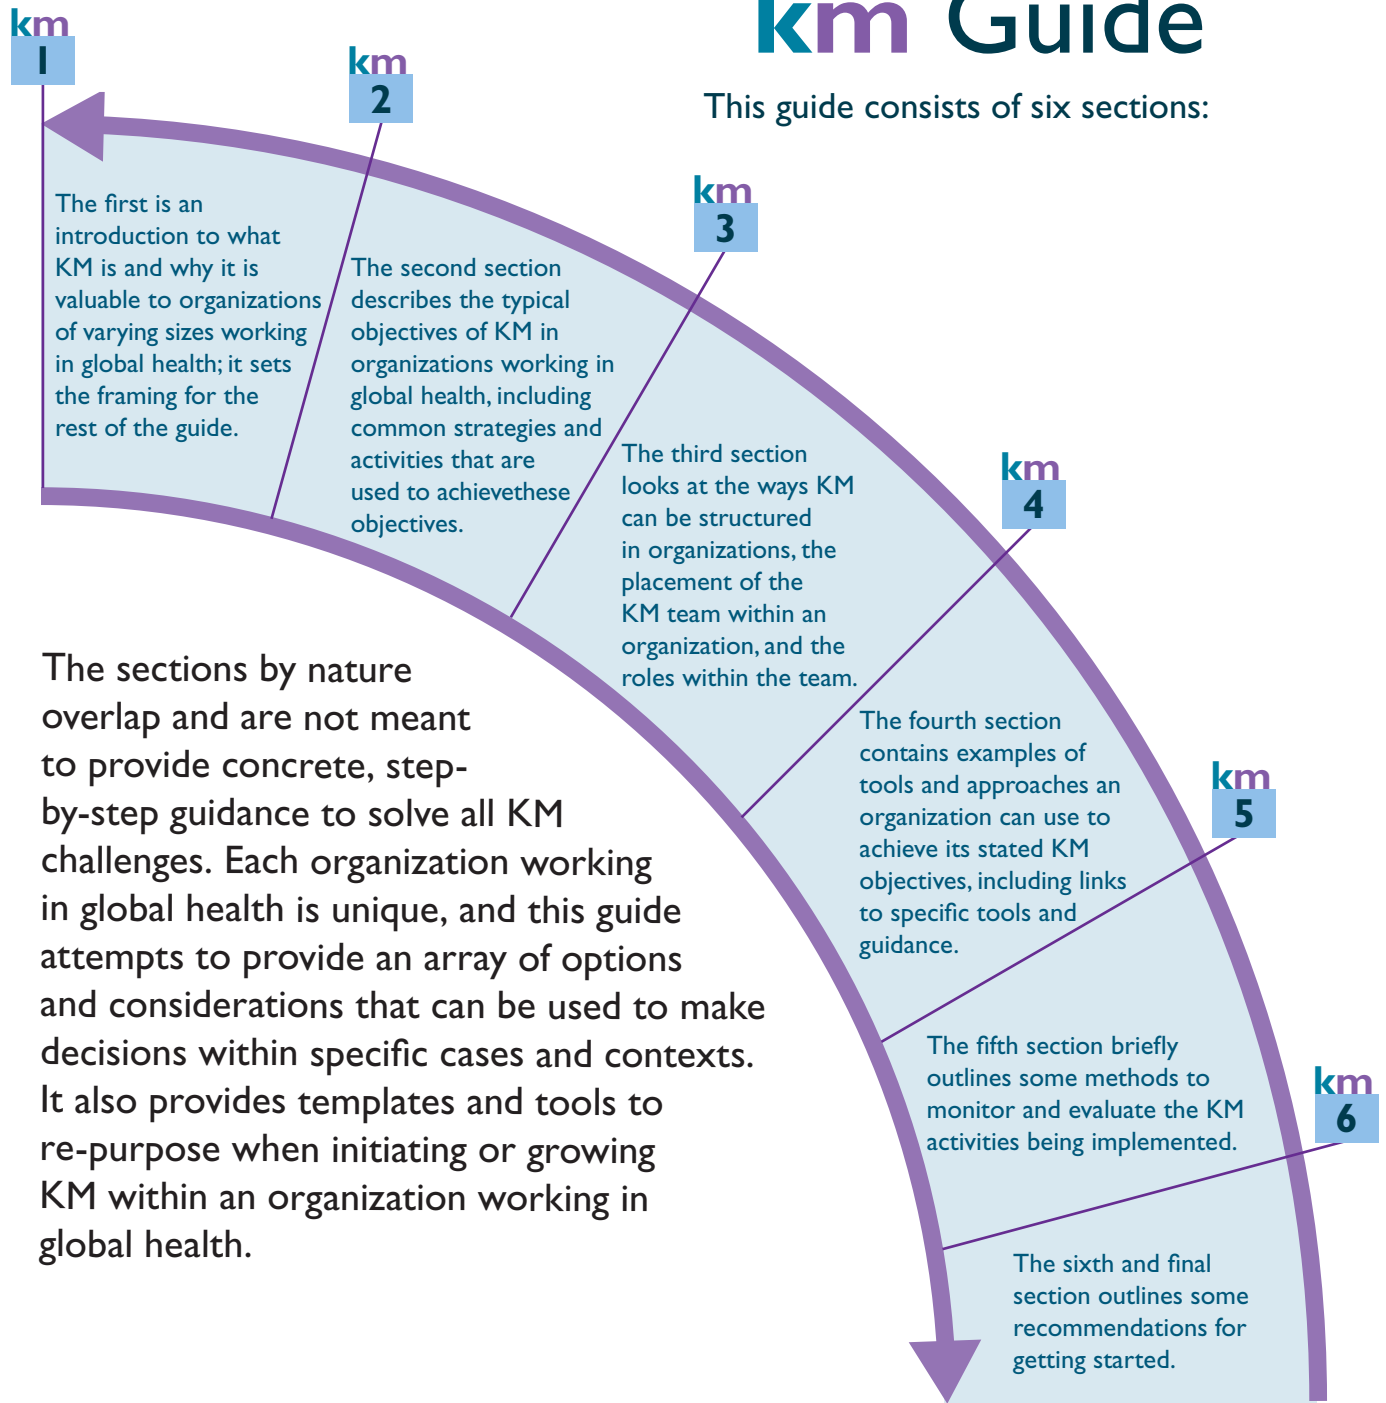 km Guide
This guide consists of six sections:
km
1
The first is an
introduction to what
KM is and why it is
valuable to organizations
of varying sizes working
in global health; it sets
the framing for the
rest of the guide.
km
2
The second section
describes the typical
objectives of KM in
organizations working in
global health, including
common strategies and
activities that are
used to achievethese
objectives.
km
3
The third section
looks at the ways KM
can be structured
in organizations, the
placement of the
KM team within an
organization, and the
roles within the team.
km
4
The fourth section
contains examples of
tools and approaches an
organization can use to
achieve its stated KM
objectives, including links
to specific tools and
guidance.
km
5
The fifth section briefly
outlines some methods to
monitor and evaluate the KM
activities being implemented.
km
6
The sixth and final
section outlines some
recommendations for
getting started.
The sections by nature
overlap and are not meant
to provide concrete, step-
by-step guidance to solve all KM
challenges. Each organization working
in global health is unique, and this guide
attempts to provide an array of options
and considerations that can be used to make
decisions within specific cases and contexts.
It also provides templates and tools to
re-purpose when initiating or growing
KM within an organization working in
global health.